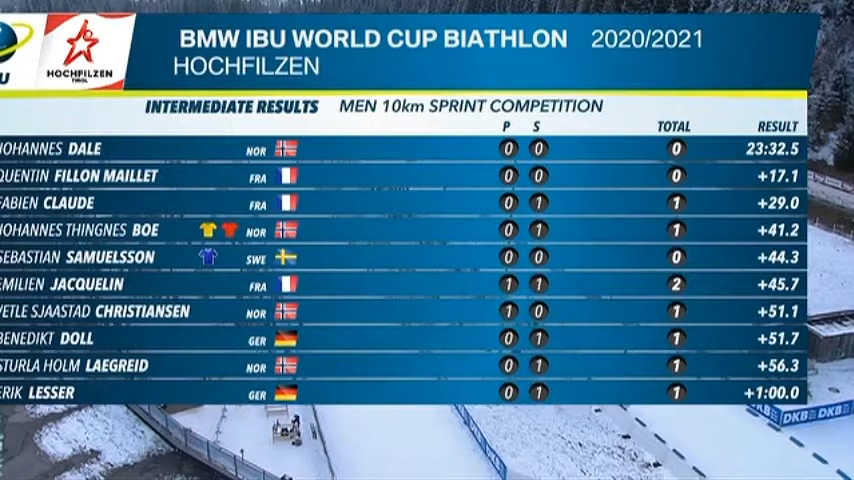 BMW IBU WORLD CUP BIATHLON 2020/2021
HOCHFILZEN
U
HOCHFILZEN
TIROL
INTERMEDIATE RESULTS MEN 10km SPRINT COMPETITION
P S TOTAL RESULT
JOHANNES DALE NOR 0 0 0 23:32.5
QUENTIN FILLON MAILLET FRA 0 0 0 +17.1
FABIEN CLAUDE FRA 0 1 1 +29.0
JOHANNES THINGNES BOE NOR 0 1 1 +41.2
SEBASTIAN SAMUELSSON SWE 0 0 0 +44.3
EMILIEN JACQUELIN FRA 1 1 2 +45.7
VETLE SJAASTAD CHRISTIANSEN NOR 1 0 1 +51.1
BENEDIKT DOLL GER 0 1 1 +51.7
STURLA HOLM LAEGREID NOR 0 1 1 +56.3
ERIK LESSER GER 0 1 1 +1:00.0
DKB DKB DKB